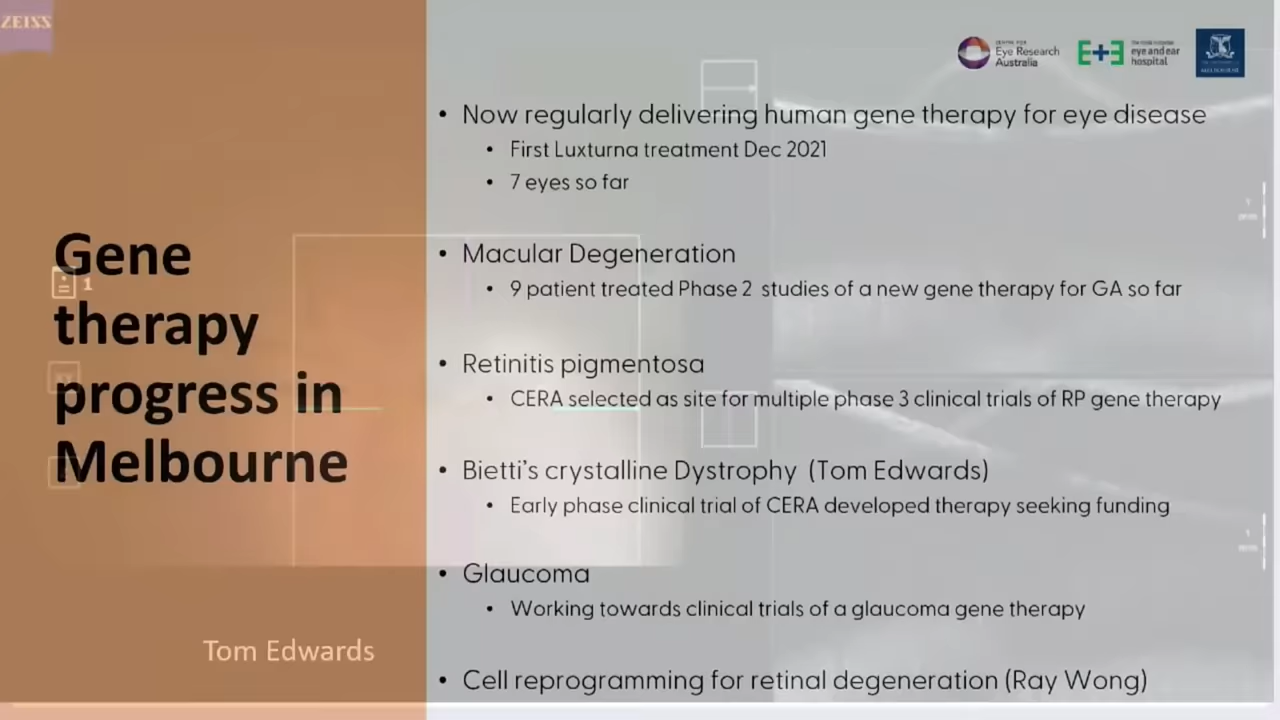 ZEISS
CENTRE FOR
Eye Research
Australia
E+E
eye and ear
hospital
MELBOURNE
Gene
therapy
progress in
Melbourne
1
Tom Edwards
• Now regularly delivering human gene therapy for eye disease
• First Luxturna treatment Dec 2021
• 7 eyes so far
• Macular Degeneration
• 9 patient treated Phase 2 studies of a new gene therapy for GA so far
• Retinitis pigmentosa
• CERA selected as site for multiple phase 3 clinical trials of RP gene therapy
• Bietti's crystalline Dystrophy (Tom Edwards)
• Early phase clinical trial of CERA developed therapy seeking funding
• Glaucoma
• Working towards clinical trials of a glaucoma gene therapy
• Cell reprogramming for retinal degeneration (Ray Wong)